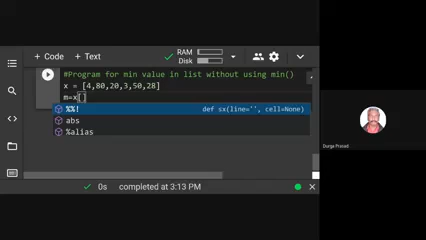 + Code + Text
RAM
Disk
#Program for min value in list without using min()
x = [4,80,20,3,50,28]
m=x[]
%%! def sx(line='', cell=None)
abs
%alias
0s completed at 3:13 PM
Durga Prasad